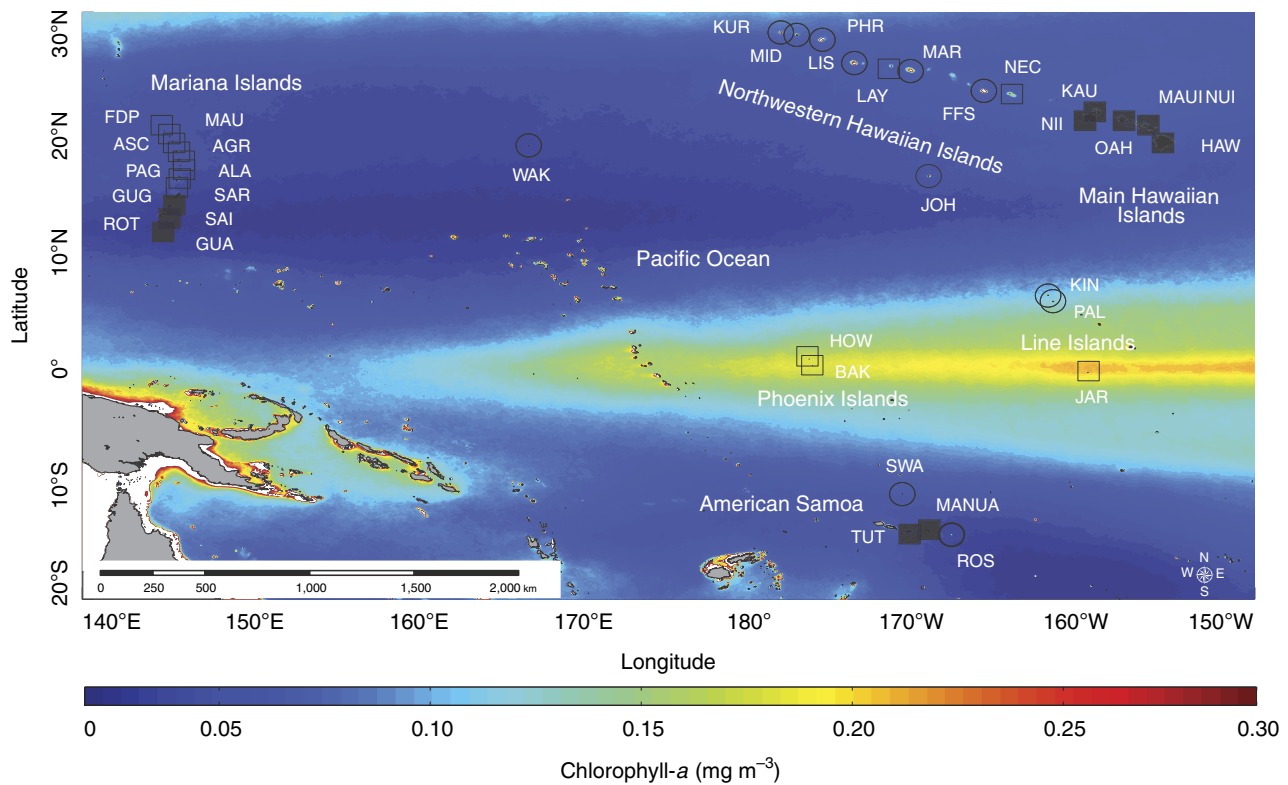 30°N
20°N
10°N
0°
10°S
20°S
Latitude
KUR
PHR
MID
LIS
MAR
LAY
NEC
FFS
KAU
MAUI NUI
NII
OAH
HAW
Mariana Islands
Northwestern Hawaiian Islands
FDP
MAU
ASC
AGR
PAG
ALA
GUG
SAR
ROT
SAI
GUA
WAK
JOH
Main Hawaiian
Islands
Pacific Ocean
KIN
PAL
HOW
BAK
Line Islands
JAR
Phoenix Islands
SWA
American Samoa
MANUA
TUT
ROS
N
W E
S
0 250 500 1,000 1,500 2,000 km
140°E 150°E 160°E 170°E 180° 170°W 160°W 150°W
Longitude
0 0.05 0.10 0.15 0.20 0.25 0.30
Chlorophyll-a (mg m⁻³)